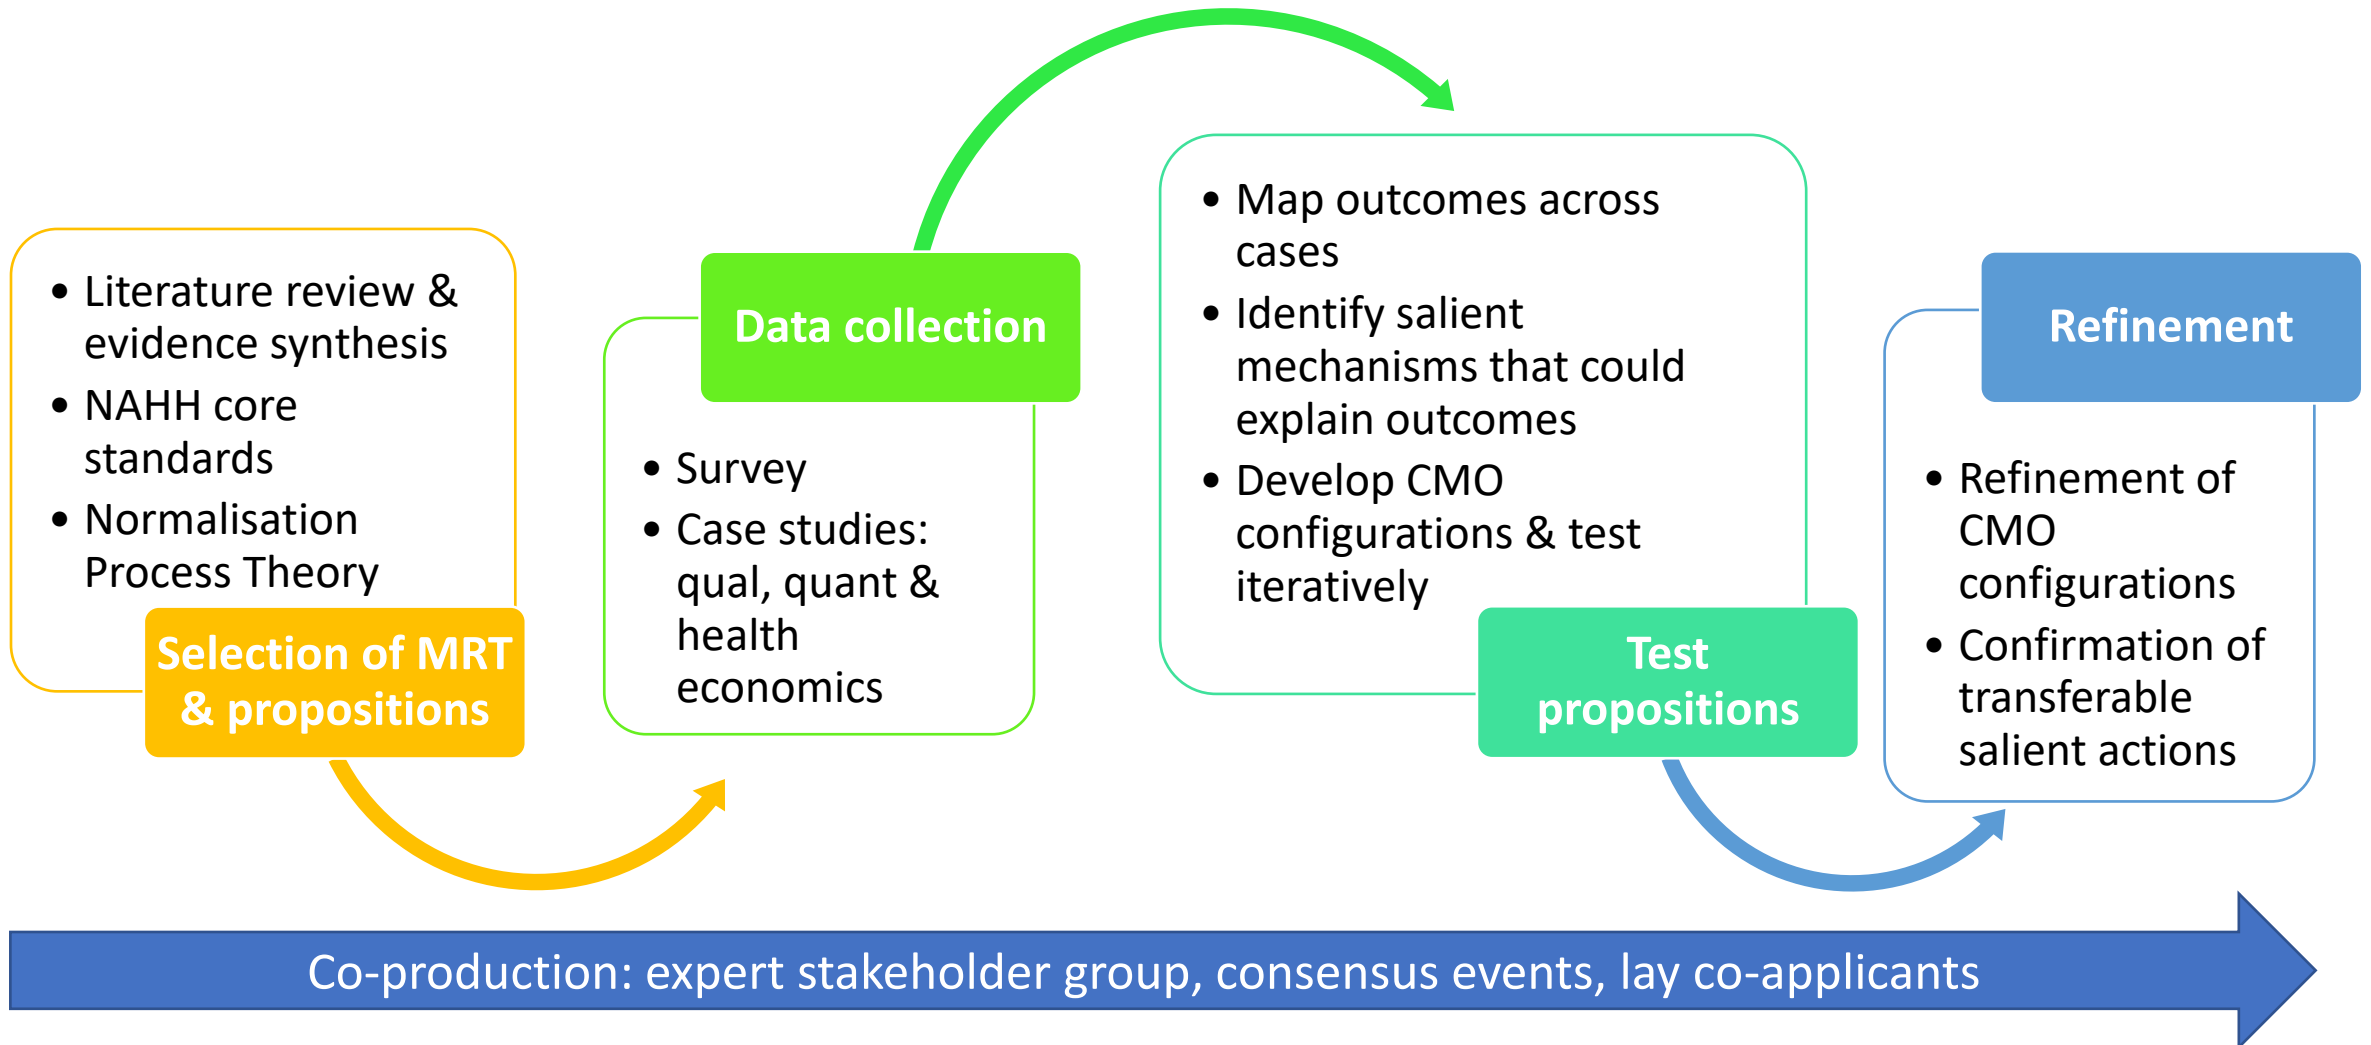 • Literature review &
evidence synthesis
• NAHH core
standards
• Normalisation
Process Theory
Selection of MRT
& propositions
Data collection
• Survey
• Case studies:
qual, quant &
health
economics
• Map outcomes across
cases
• Identify salient
mechanisms that could
explain outcomes
• Develop CMO
configurations & test
iteratively
Test
propositions
Refinement
• Refinement of
CMO
configurations
• Confirmation of
transferable
salient actions
Co-production: expert stakeholder group, consensus events, lay co-applicants